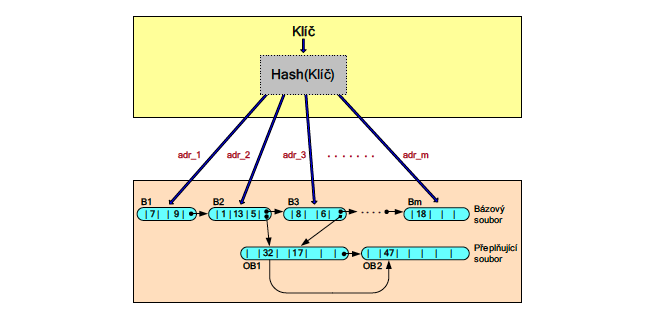 Klíč
Hash(Klíč)
adr_1 adr_2 adr_3 . . . . . . . adr_m
B1 B2 B3 Bm
| 7 | | 9 | | 1 | 13 | 5 | | 8 | | 6 | . . . . | 18 | | |
Bázový
soubor
| | 32 | | 17 | | | | | 47 | | | | |
Přeplňující
soubor
OB1 OB2